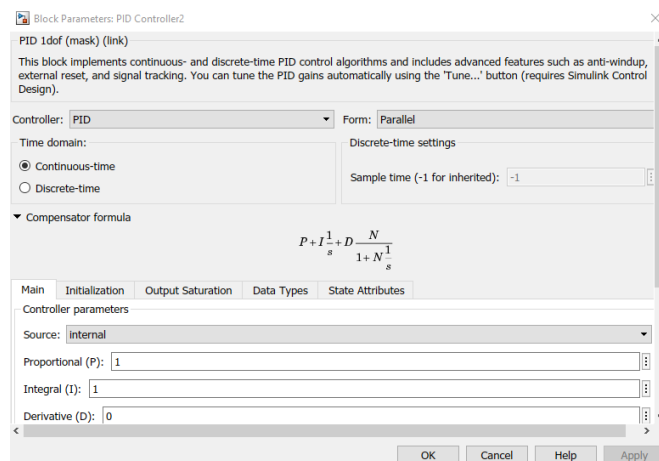 Block Parameters: PID Controller2
PID 1dof (mask) (link)
This block implements continuous- and discrete-time PID control algorithms and includes advanced features such as anti-windup,
external reset, and signal tracking. You can tune the PID gains automatically using the 'Tune...' button (requires Simulink Control
Design).
Controller: PID Form: Parallel
Time domain: Discrete-time settings
Continuous-time
Sample time (-1 for inherited): -1
Discrete-time
Compensator formula
P+I 1/s +D N/(1+N 1/s)
Main Initialization Output Saturation Data Types State Attributes
Controller parameters
Source: internal
Proportional (P): 1
Integral (I): 1
Derivative (D): 0
OK Cancel Help Apply